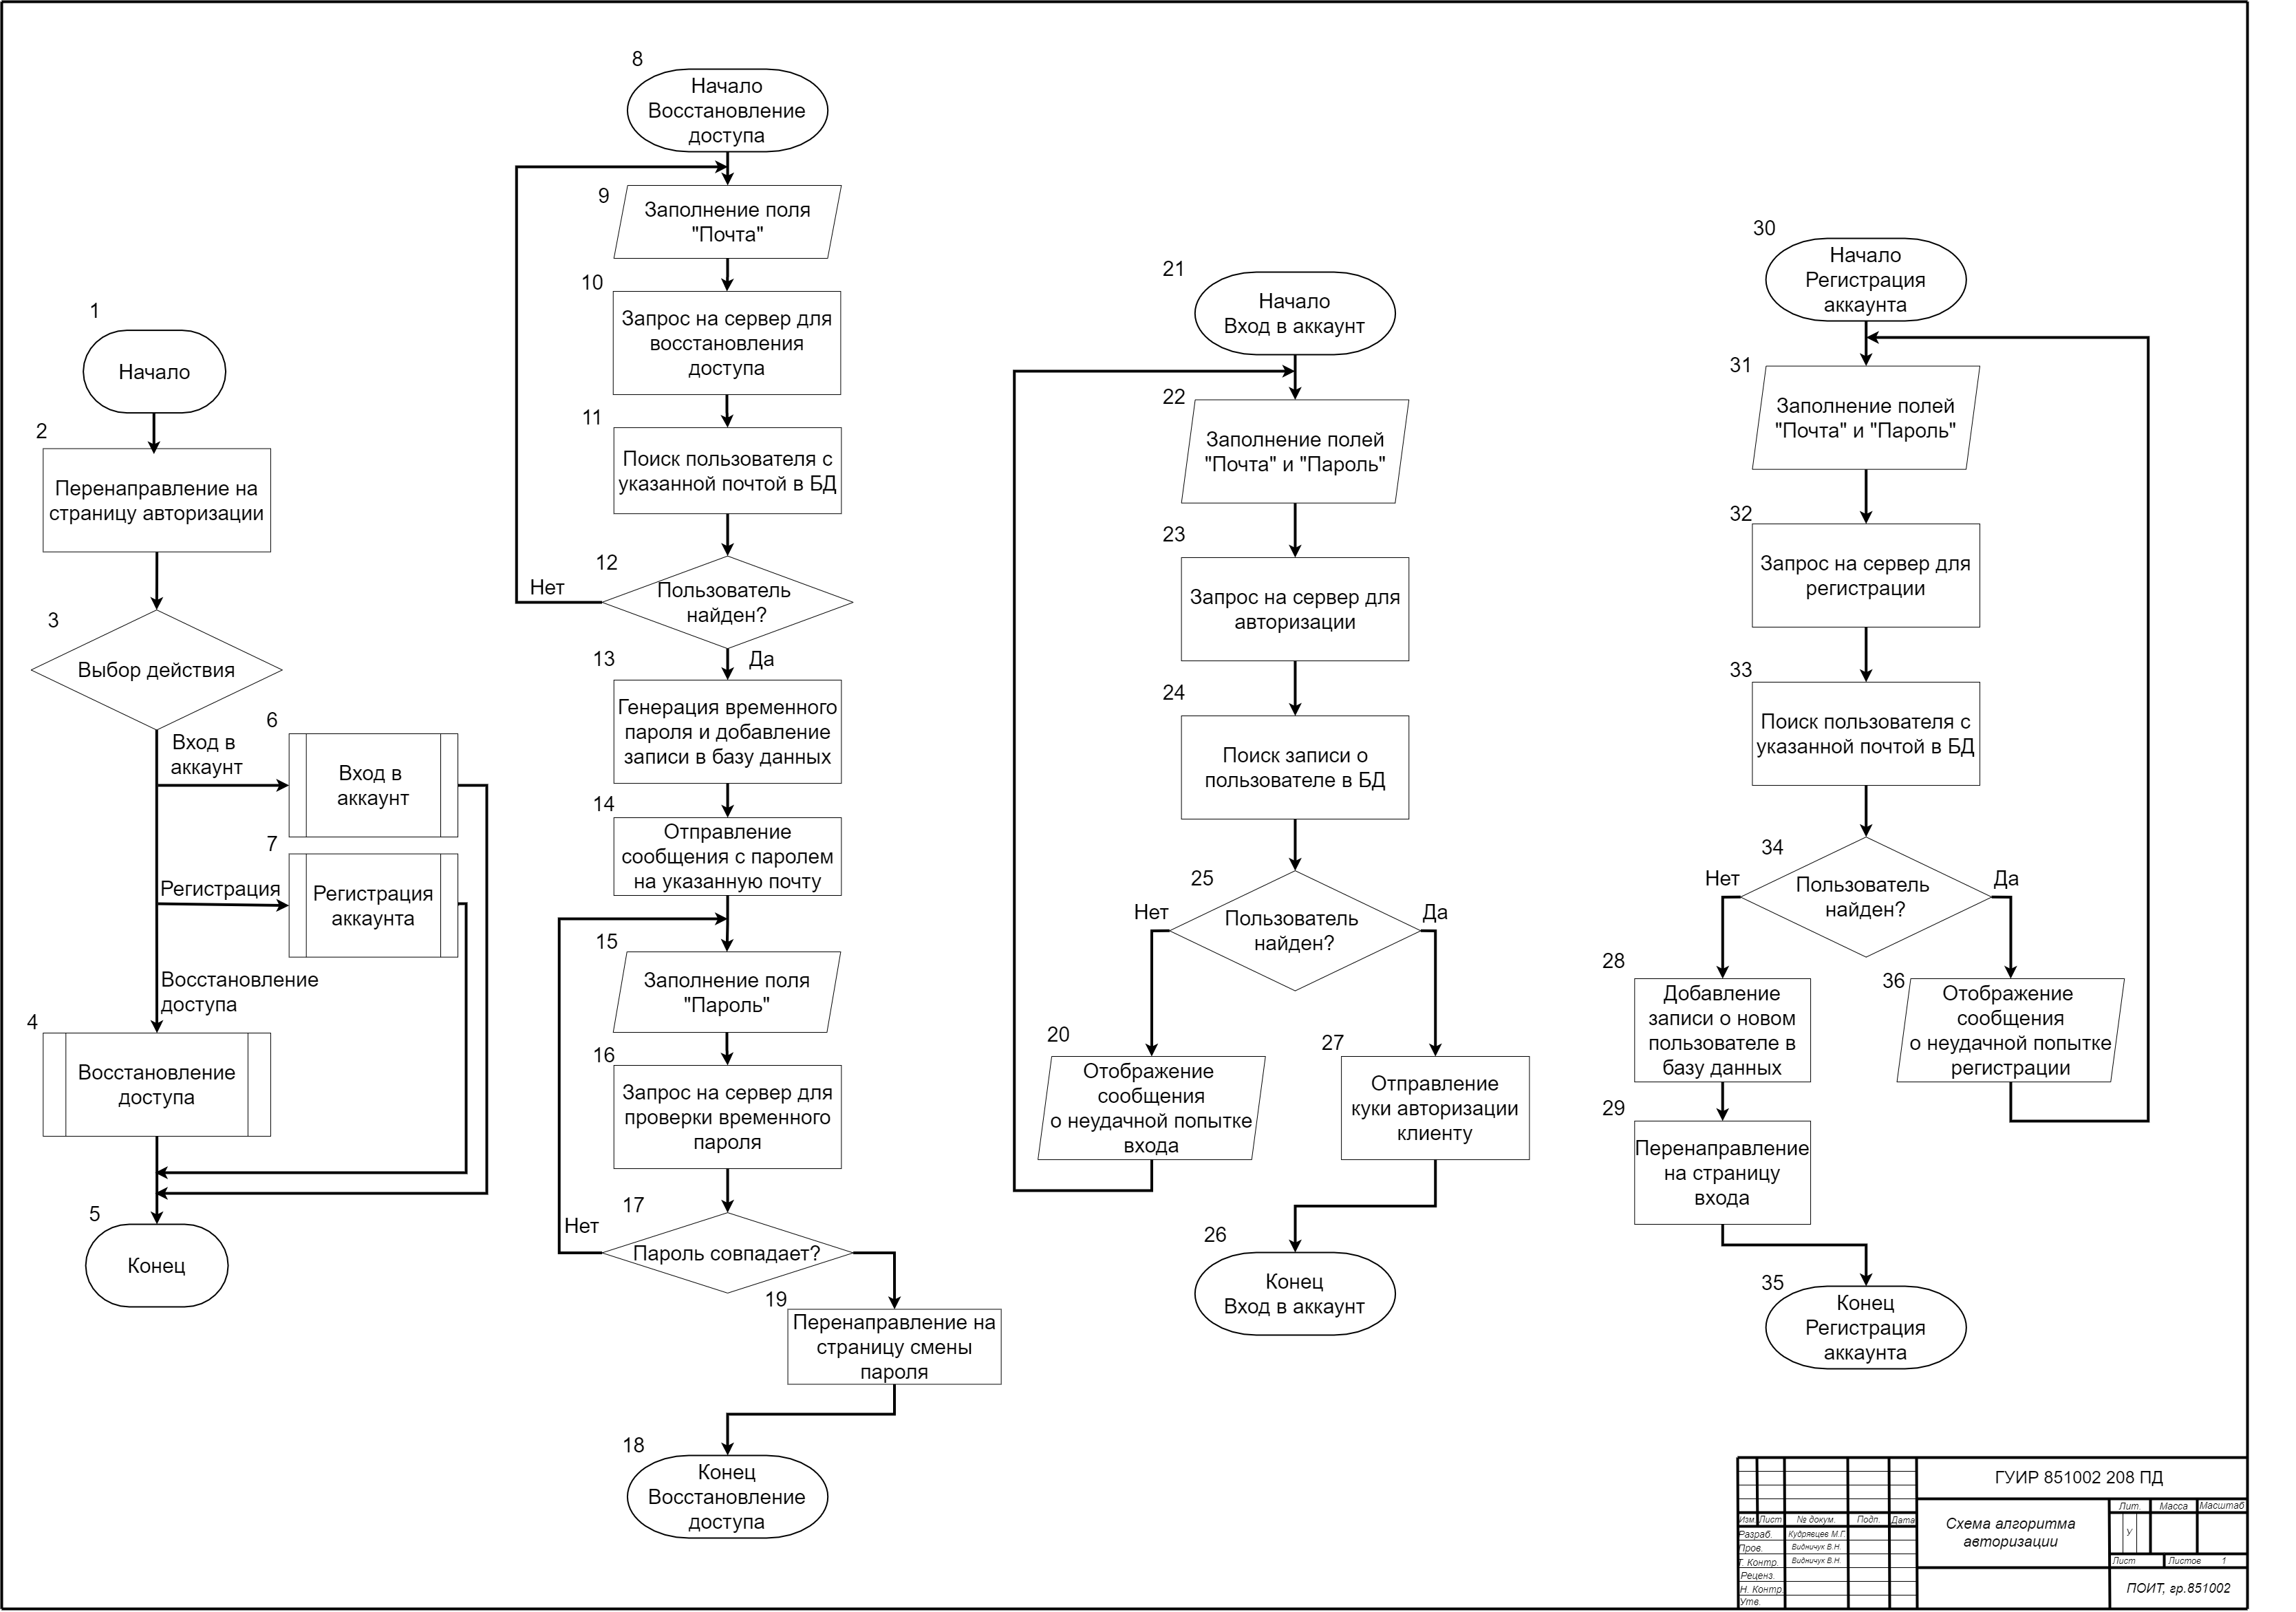 1
Начало
2
Перенаправление на
страницу авторизации
3
Выбор действия
Вход в
аккаунт
6
Вход в
аккаунт
7
Регистрация
Регистрация
аккаунта
Восстановление
доступа
4
Восстановление
доступа
5
Конец
8
Начало
Восстановление
доступа
9
Заполнение поля
"Почта"
10
Запрос на сервер для
восстановления
доступа
11
Поиск пользователя с
указанной почтой в БД
12
Нет
Пользователь
найден?
Да
13
Генерация временного
пароля и добавление
записи в базу данных
14
Отправление
сообщения с паролем
на указанную почту
15
Заполнение поля
"Пароль"
16
Запрос на сервер для
проверки временного
пароля
17
Нет
Пароль совпадает?
19
Перенаправление на
страницу смены
пароля
18
Конец
Восстановление
доступа
21
Начало
Вход в аккаунт
22
Заполнение полей
"Почта" и "Пароль"
23
Запрос на сервер для
авторизации
24
Поиск записи о
пользователе в БД
25
Нет
Пользователь
найден?
Да
20
Отображение
сообщения
о неудачной попытке
входа
27
Отправление
куки авторизации
клиенту
26
Конец
Вход в аккаунт
30
Начало
Регистрация
аккаунта
31
Заполнение полей
"Почта" и "Пароль"
32
Запрос на сервер для
регистрации
33
Поиск пользователя с
указанной почтой в БД
34
Нет
Пользователь
найден?
Да
28
Добавление
записи о новом
пользователе в
базу данных
36
Отображение
сообщения
о неудачной попытке
регистрации
29
Перенаправление
на страницу
входа
35
Конец
Регистрация
аккаунта
ГУИР 851002 208 ПД
Изм. Лист № докум. Подп. Дата
Разраб. Кудрявцев М.Г.
Пров. Видничук В.Н.
Т. Контр. Видничук В.Н.
Реценз.
Н. Контр.
Утв.
Схема алгоритма
авторизации
Лит. Масса Масштаб
У
Лист Листов 1
ПОИТ, гр.851002